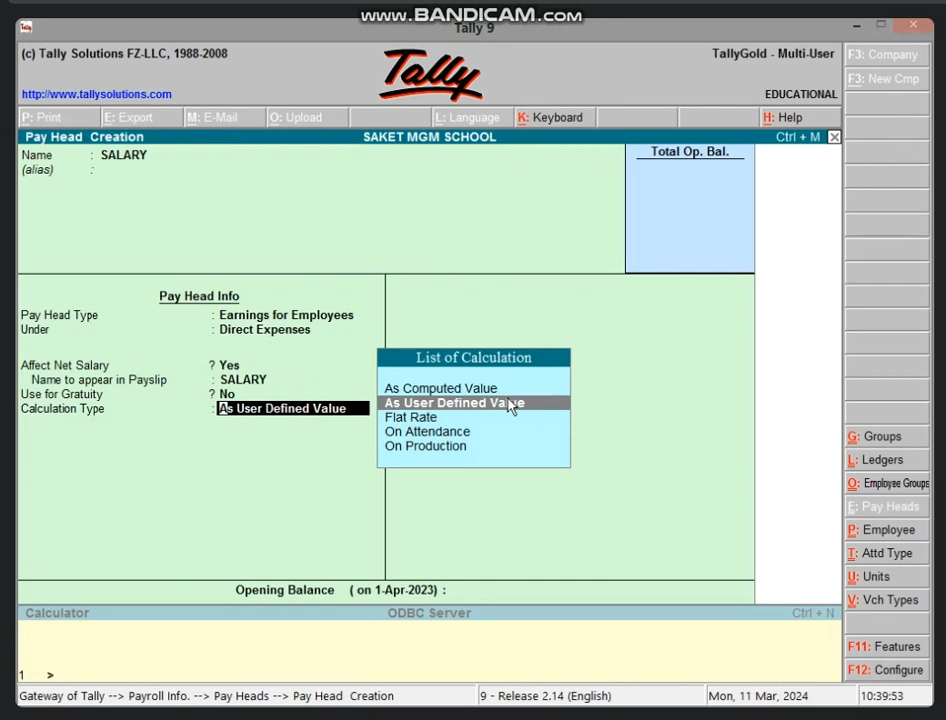 www.BANDICAM.com
Tally 9
(c) Tally Solutions FZ-LLC, 1988-2008
http://www.tallysolutions.com
Tally
TallyGold - Multi-User
EDUCATIONAL
P: Print
E: Export
M: E-Mail
O: Upload
L: Language
K: Keyboard
H: Help
Pay Head Creation
SAKET MGM SCHOOL
Ctrl + M
Name : SALARY
(alias) :
Total Op. Bal.
Pay Head Info
Pay Head Type : Earnings for Employees
Under : Direct Expenses
Affect Net Salary ? Yes
Name to appear in Payslip : SALARY
Use for Gratuity ? No
Calculation Type : As User Defined Value
List of Calculation
As Computed Value
As User Defined Value
Flat Rate
On Attendance
On Production
Opening Balance ( on 1-Apr-2023) :
F3: Company
F3: New Cmp
G: Groups
L: Ledgers
O: Employee Groups
E: Pay Heads
P: Employee
T: Attd Type
U: Units
V: Vch Types
F11: Features
F12: Configure
Calculator
ODBC Server
Ctrl + N
1 >
Gateway of Tally --> Payroll Info. --> Pay Heads --> Pay Head Creation
9 - Release 2.14 (English)
Mon, 11 Mar, 2024
10:39:53